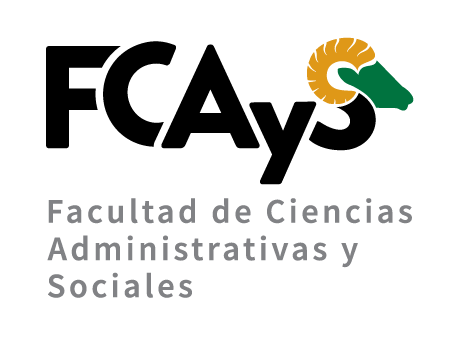 FCAyS
Facultad de Ciencias
Administrativas y
Sociales